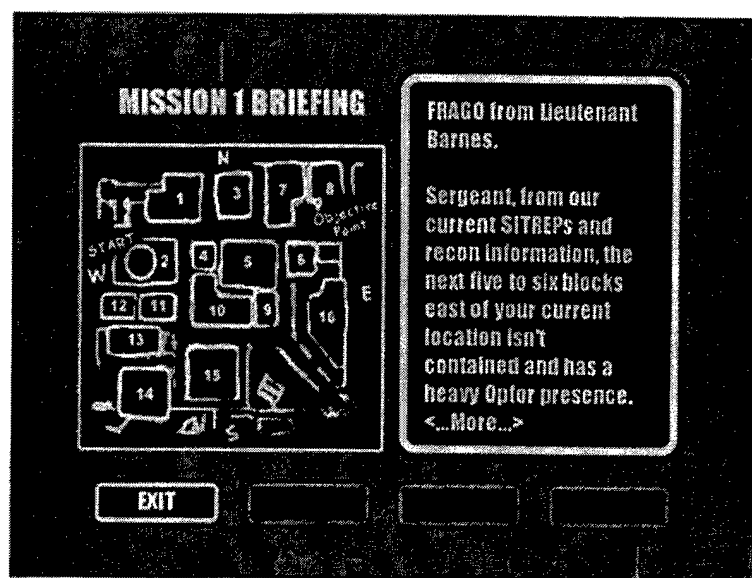 MISSION 1 BRIEFING
N
1
3
7
8
Objective
Point
START
W
2
4
5
6
E
12
11
10
9
16
13
14
15
S
FRAGO from Lieutenant
Barnes.
Sergeant, from our
current SITREPs and
recon information, the
next five to six blocks
east of your current
location isn't
contained and has a
heavy Opfor presence.
<...More...>
EXIT